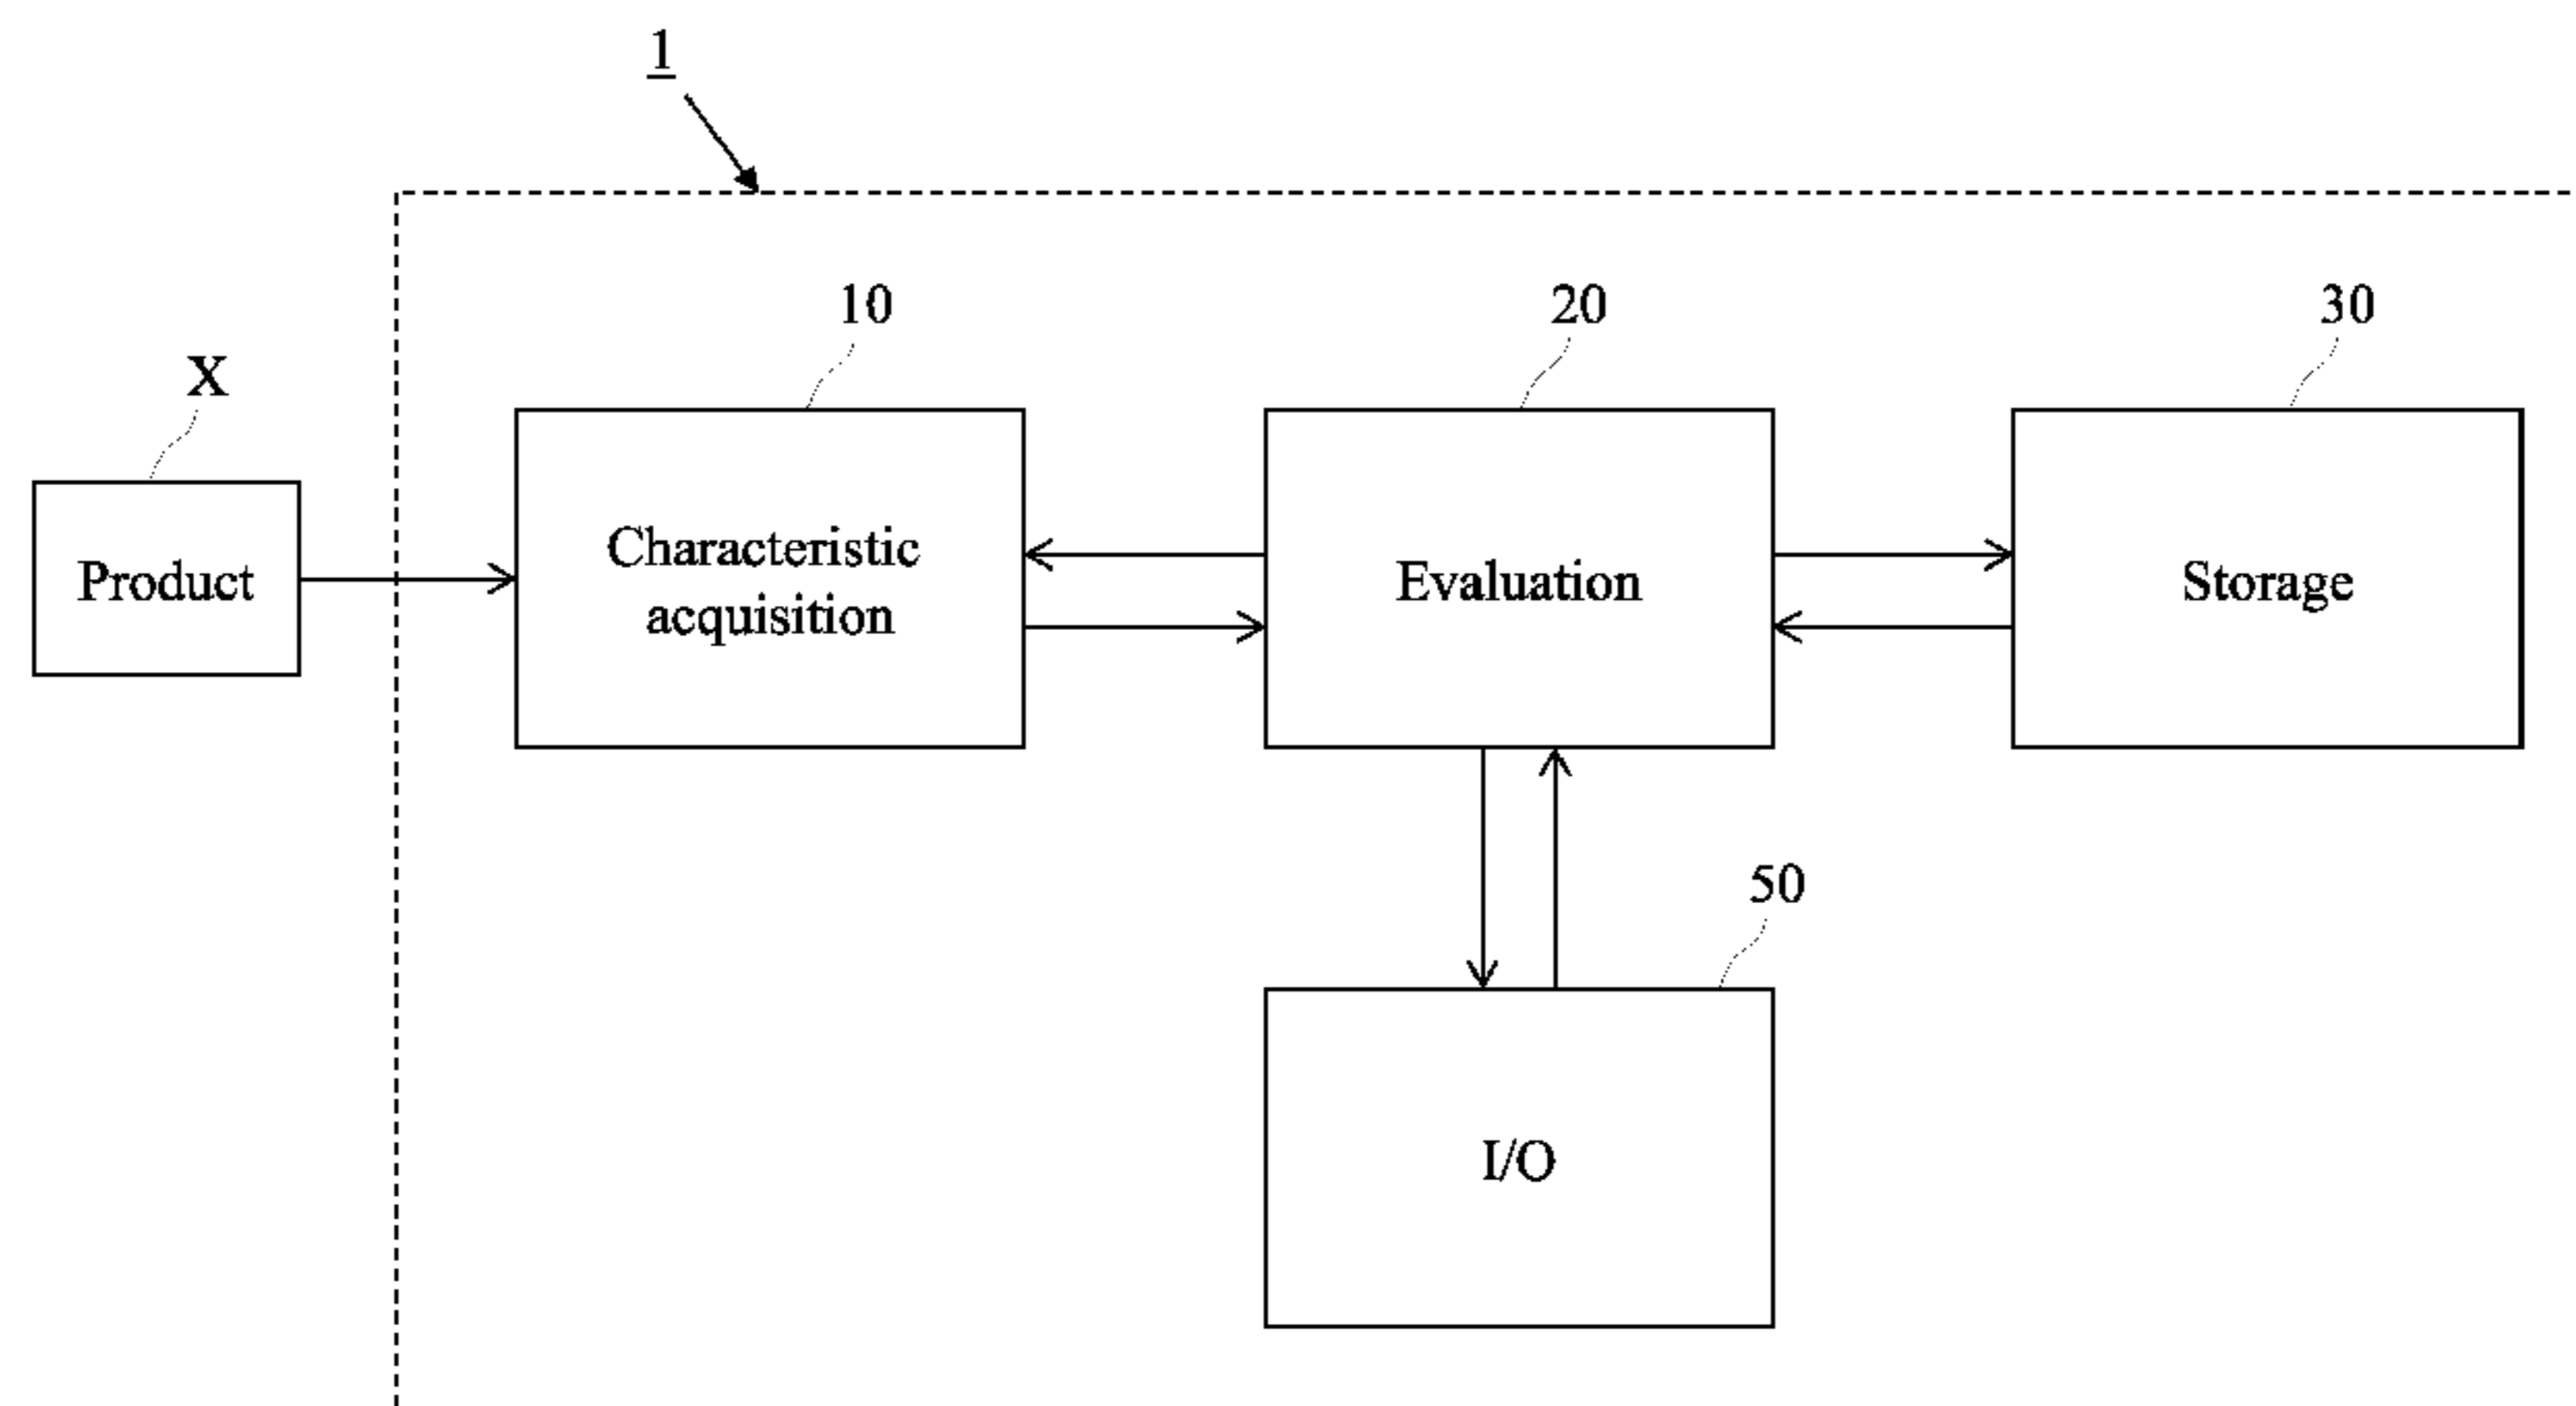 1
10
20
30
X
Product
Characteristic
acquisition
Evaluation
Storage
50
I/O